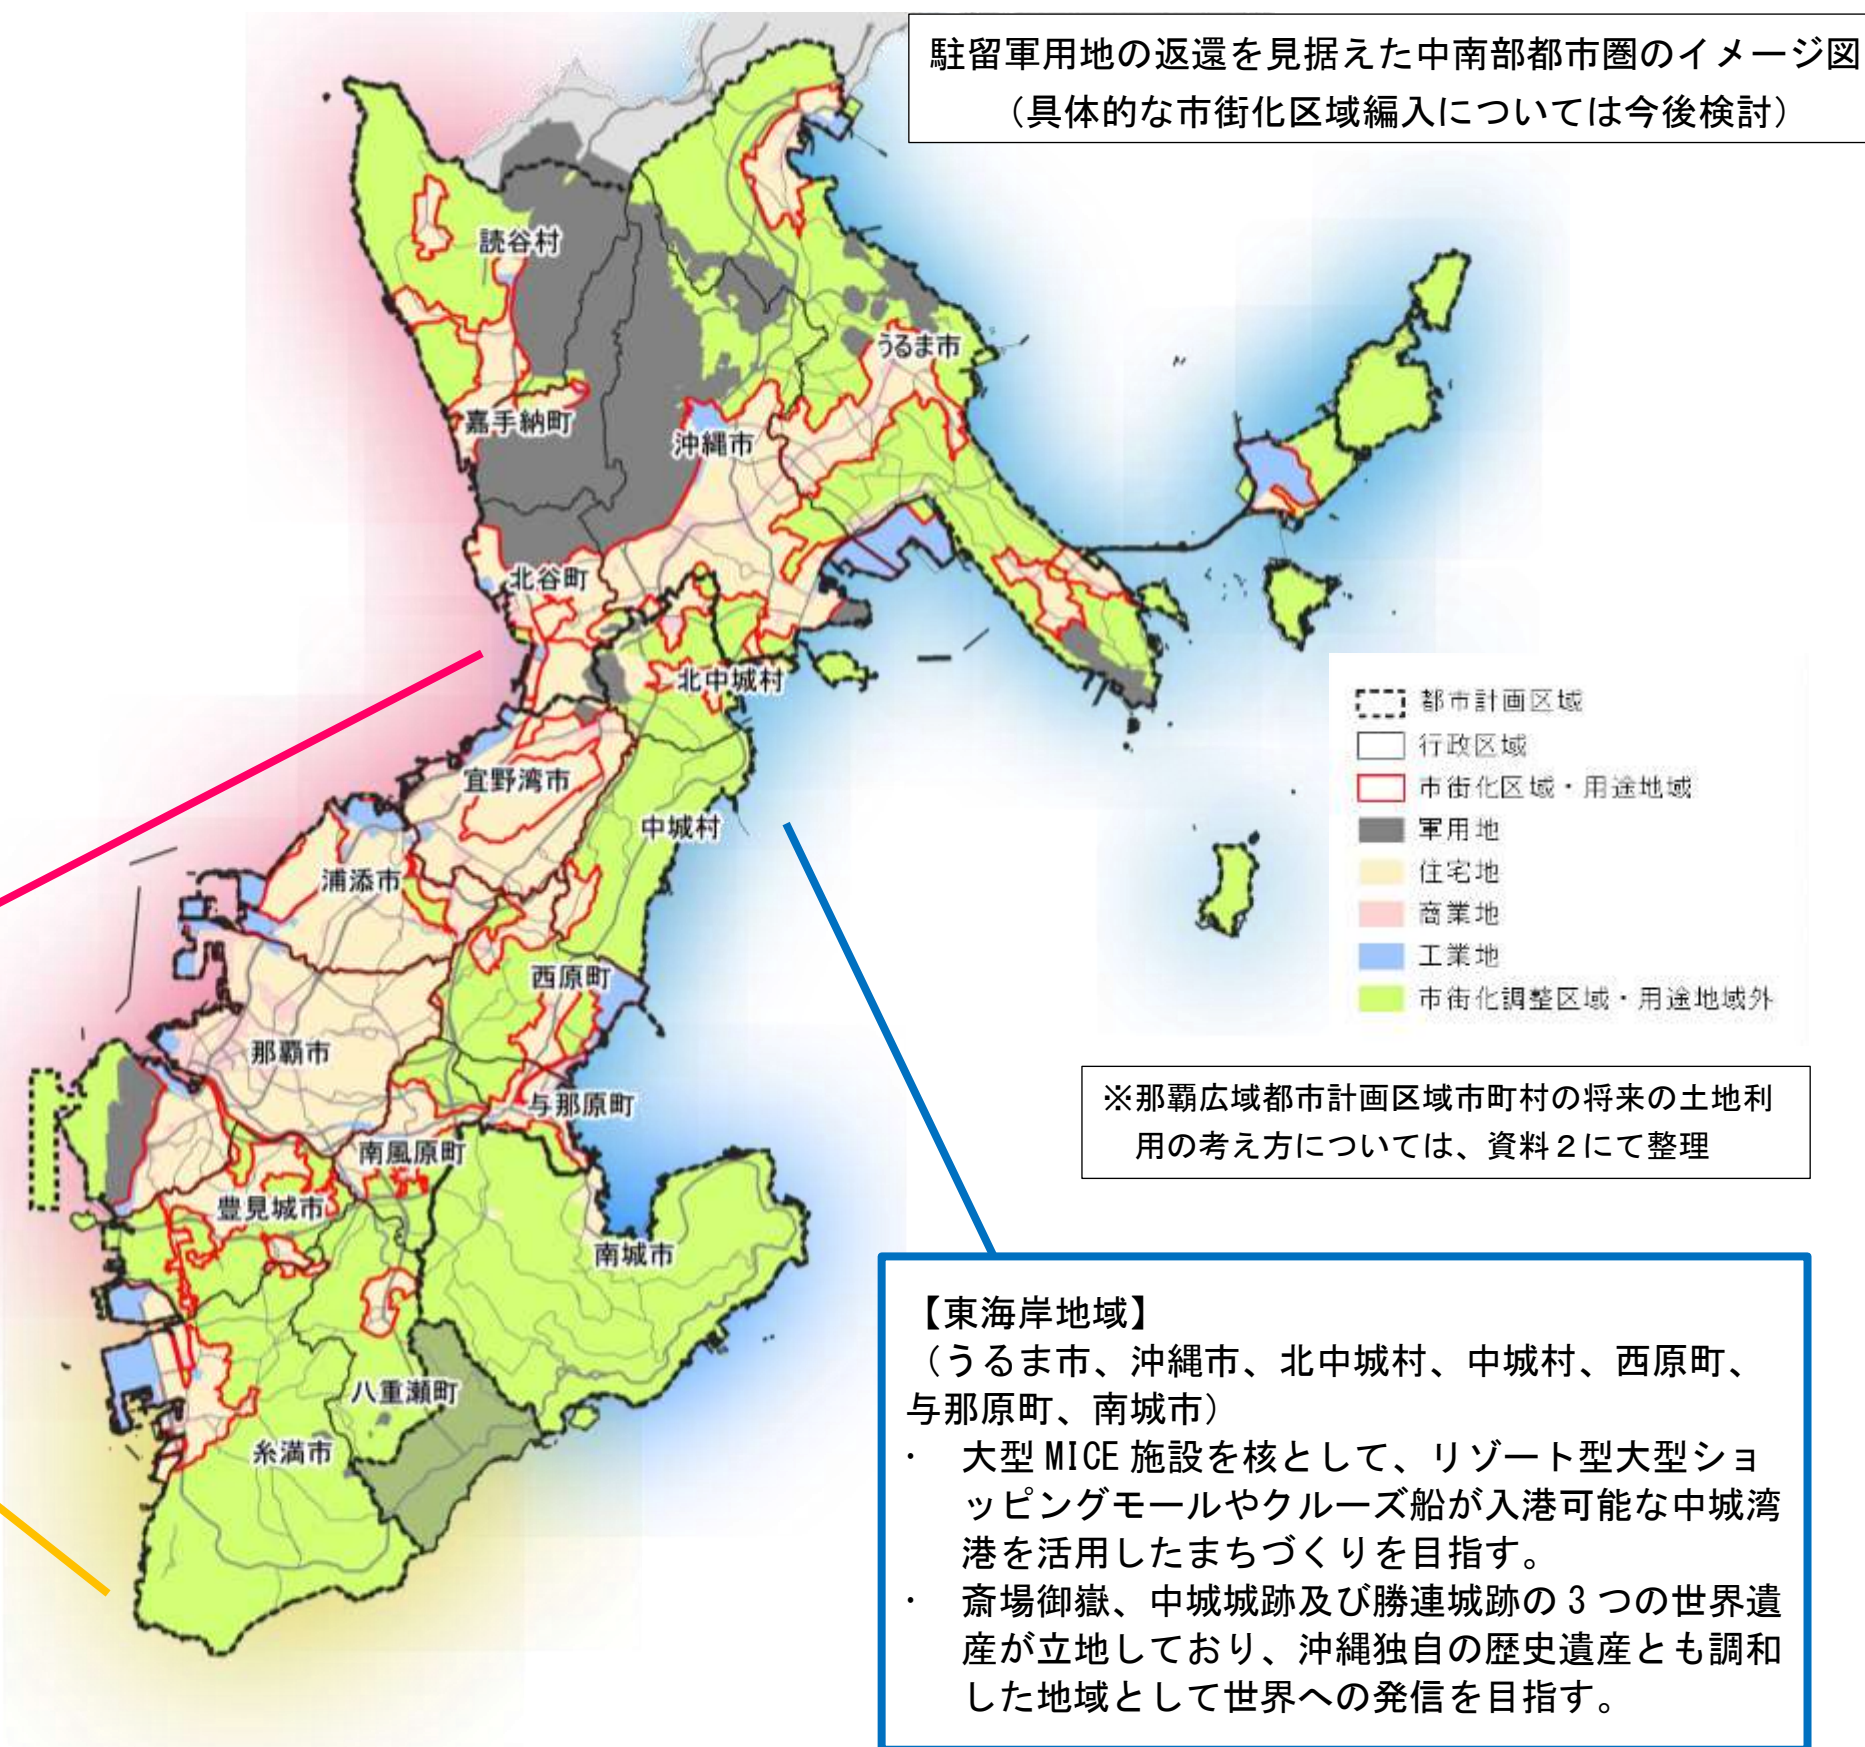 駐留軍用地の返還を見据えた中南部都市圏のイメージ図
（具体的な市街化区域編入については今後検討）
読谷村
うるま市
嘉手納町
沖縄市
北谷町
北中城村
宜野湾市
中城村
浦添市
西原町
那覇市
与那原町
南風原町
豊見城市
南城市
八重瀬町
糸満市
都市計画区域
行政区域
市街化区域・用途地域
軍用地
住宅地
商業地
工業地
市街化調整区域・用途地域外
※那覇広域都市計画区域市町村の将来の土地利
用の考え方については、資料２にて整理
【東海岸地域】
（うるま市、沖縄市、北中城村、中城村、西原町、
与那原町、南城市）
・ 大型 MICE 施設を核として、リゾート型大型ショ
ッピングモールやクルーズ船が入港可能な中城湾
港を活用したまちづくりを目指す。
・ 斎場御嶽、中城城跡及び勝連城跡の 3 つの世界遺
産が立地しており、沖縄独自の歴史遺産とも調和
した地域として世界への発信を目指す。